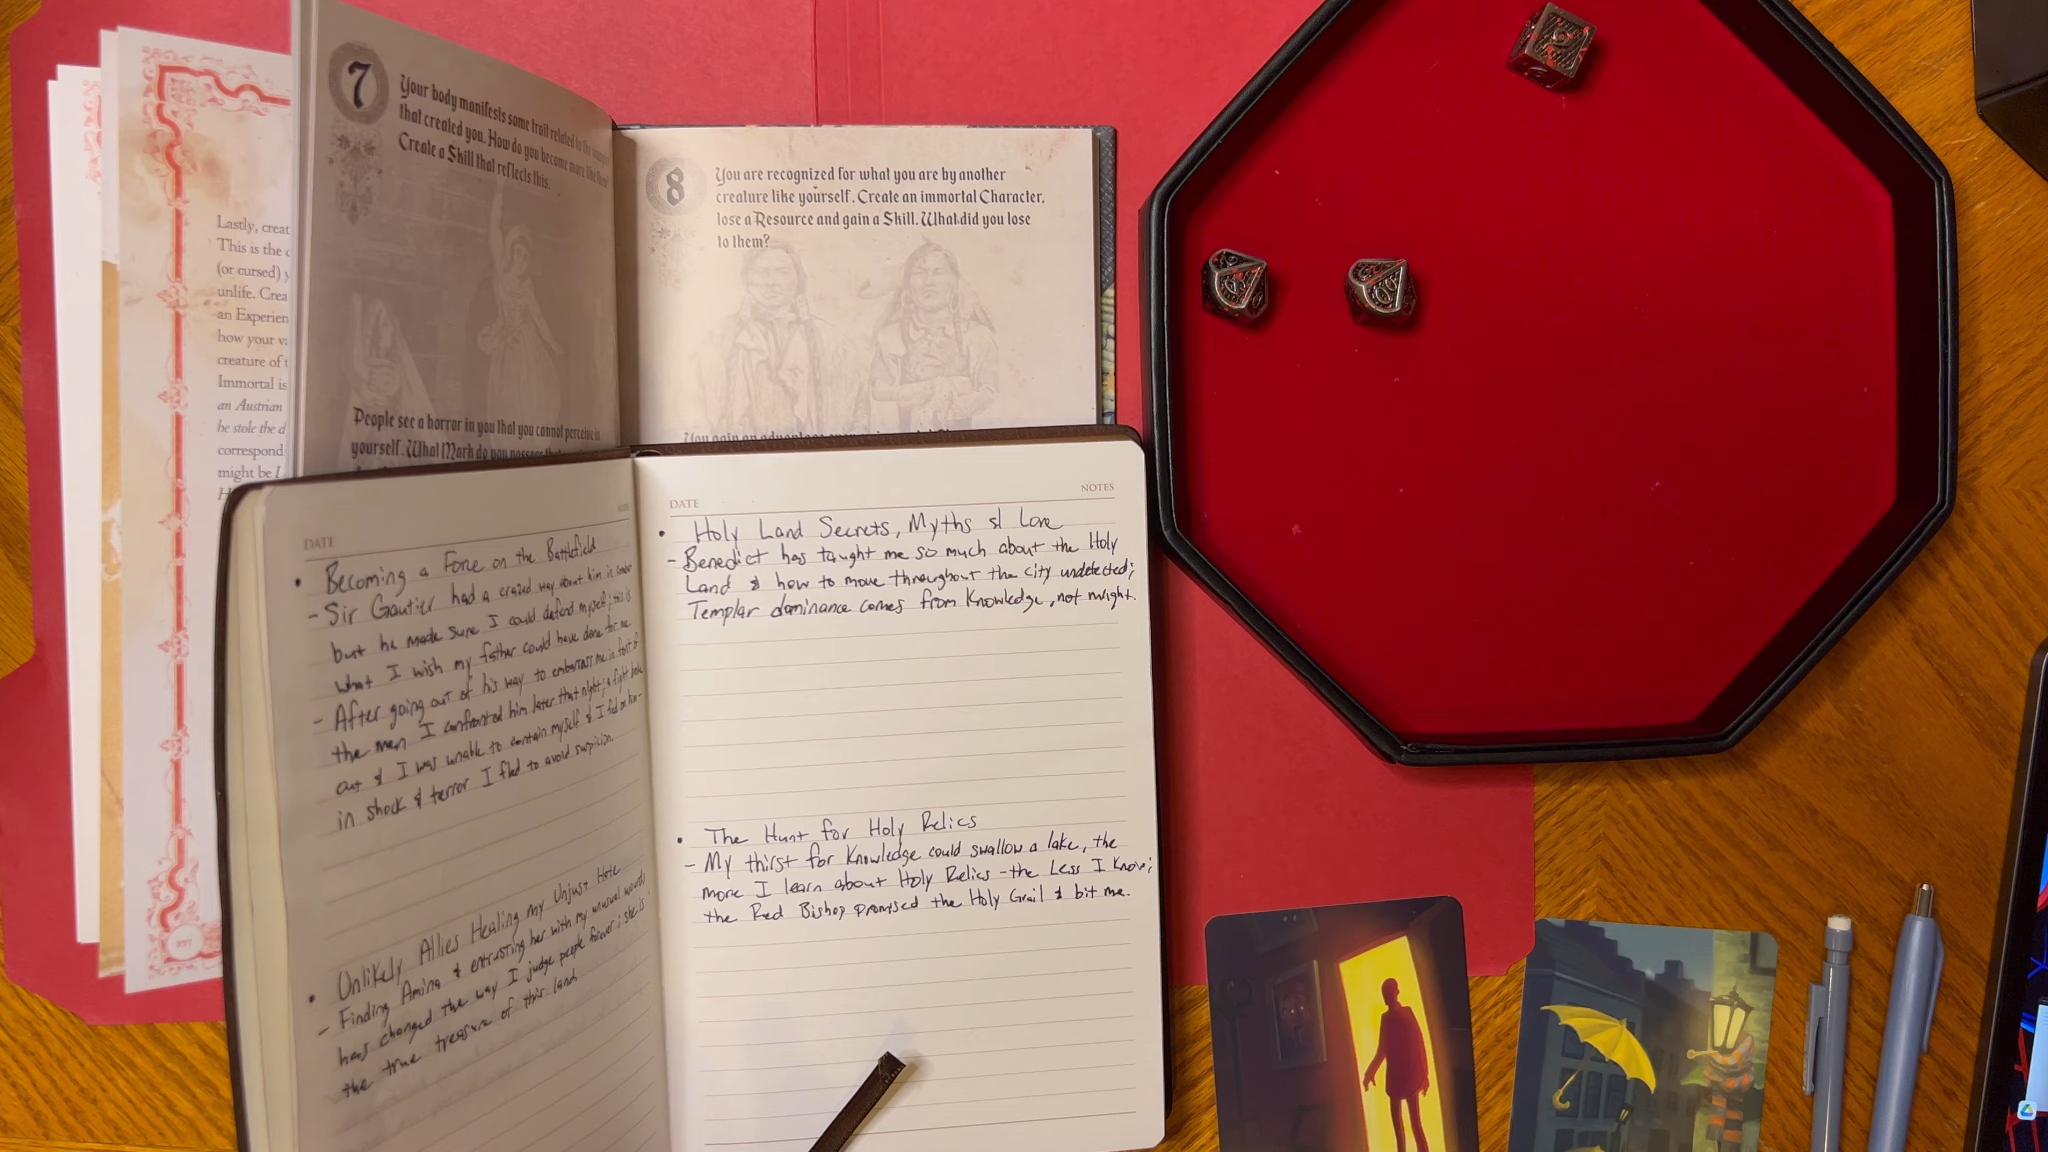 Lastly, creat
This is the
(or cursed) y
unlife. Crea
an Experien
how your va
creature of t
Immortal is
an Austrian
he stole the d
correspond
might be I
H
XVI
7
Your body manifests some trait related to the
that created you. How do you become more like them?
Create a Skill that reflects this.
People see a horror in you that you cannot perceive in
yourself. What Mark do you possess
8
You are recognized for what you are by another
creature like yourself. Create an immortal Character,
lose a Resource and gain a Skill. What did you lose
to them?
You gain an advantage over
DATE
• Becoming a Force on the Battlefield
- Sir Gautier had a crazed way about him in combat
but he made sure I could defend myself; this is
what I wish my father could have done for me
- After going out of his way to embarrass me in front of
the men I confronted him later that night; a fight broke
out & I was unable to contain myself & I fed on him -
in shock & terror I fled to avoid suspicion.
• Unlikely Allies Healing my Unjust Hate
- Finding Amina & entrusting her with my unusual wounds
has changed the way I judge people forever; she is
the true treasure of this land.
DATE NOTES
• Holy Land Secrets, Myths & Lore
- Benedict has taught me so much about the Holy
Land & how to move throughout the city undetected;
Templar dominance comes from Knowledge, not might.
• The Hunt for Holy Relics
- My thirst for Knowledge could swallow a lake, the
more I learn about Holy Relics - the Less I Know;
the Red Bishop promised the Holy Grail & bit me.